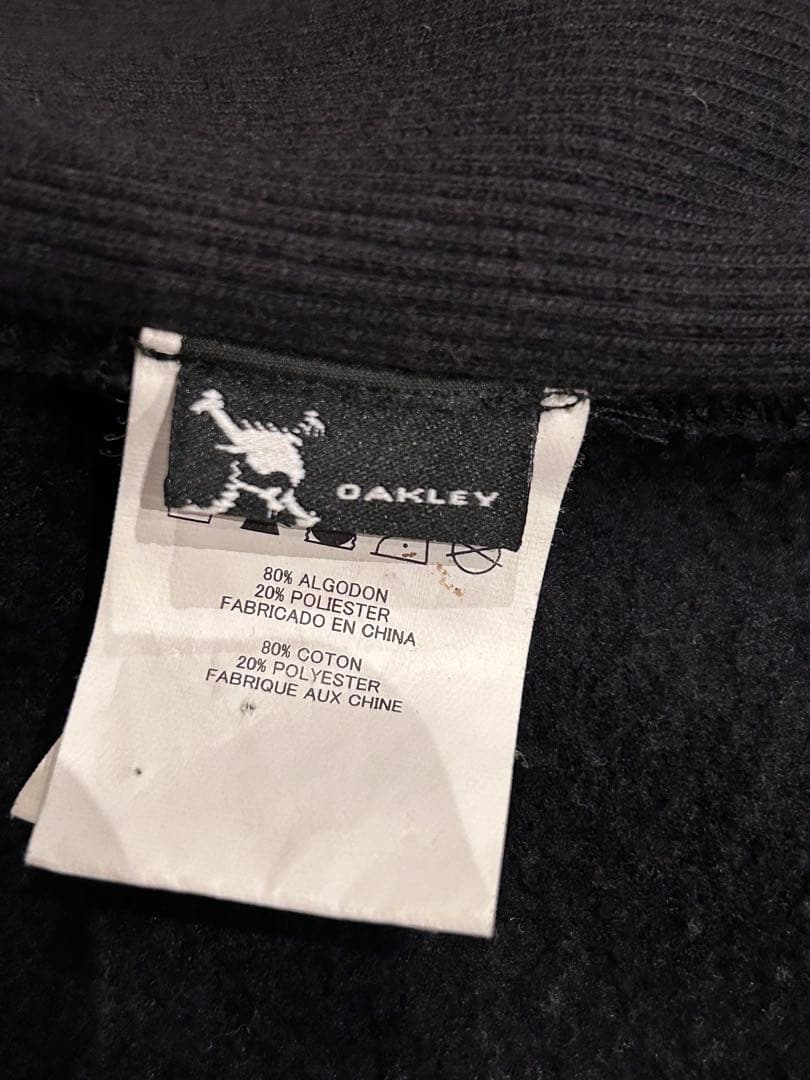 OAKLEY
80% ALGODON
20% POLIESTER
FABRICADO EN CHINA
80% COTON
20% POLYESTER
FABRIQUE AUX CHINE